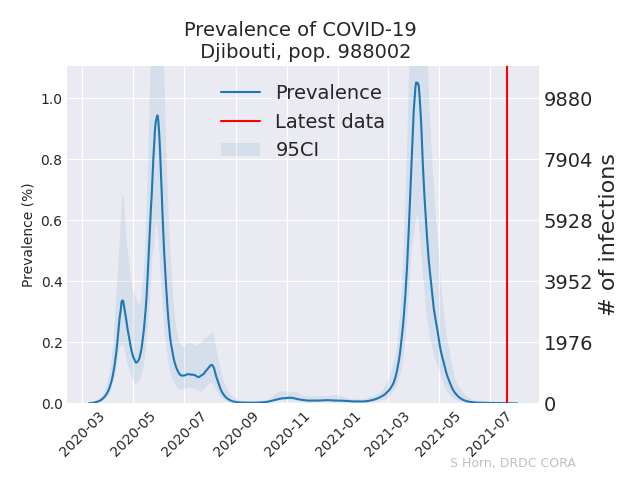 Prevalence of COVID-19
Djibouti, pop. 988002
Prevalence
Latest data
95CI
1.0
0.8
0.6
0.4
0.2
0.0
Prevalence (%)
9880
7904
5928
3952
1976
0
# of infections
2020-03
2020-05
2020-07
2020-09
2020-11
2021-01
2021-03
2021-05
2021-07
S Horn, DRDC CORA